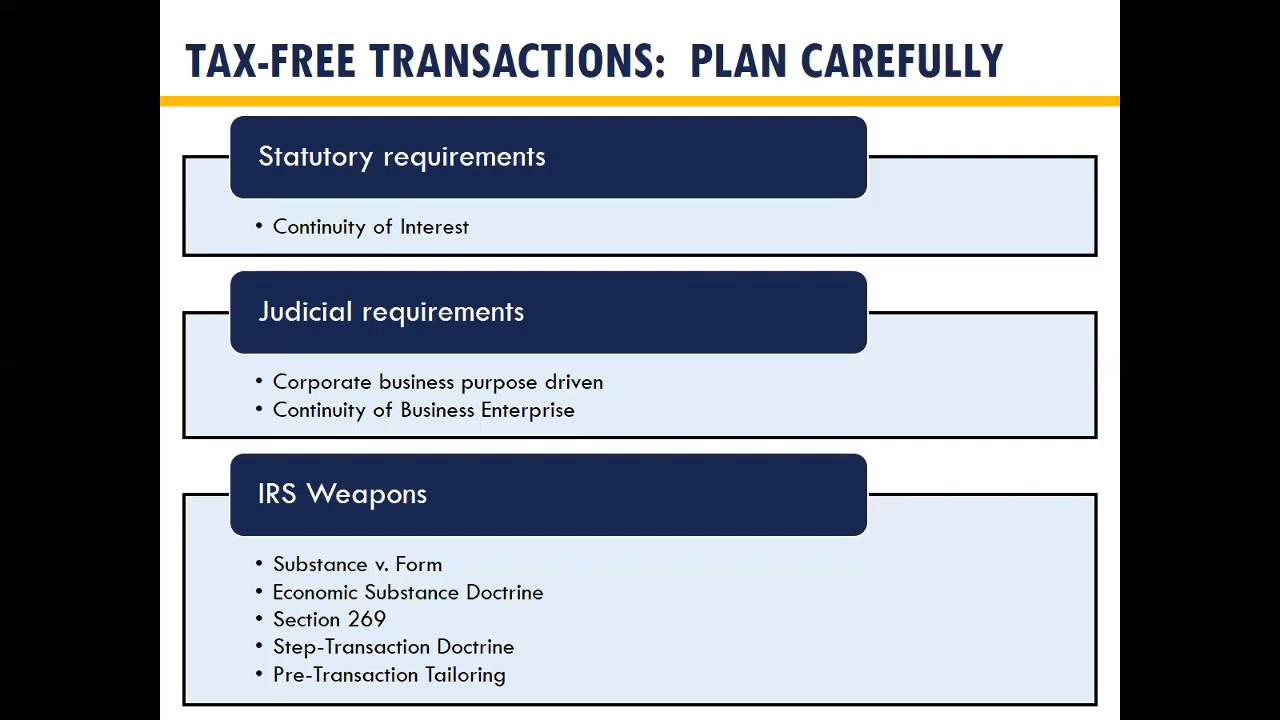 TAX-FREE TRANSACTIONS: PLAN CAREFULLY
Statutory requirements
• Continuity of Interest
Judicial requirements
• Corporate business purpose driven
• Continuity of Business Enterprise
IRS Weapons
• Substance v. Form
• Economic Substance Doctrine
• Section 269
• Step-Transaction Doctrine
• Pre-Transaction Tailoring